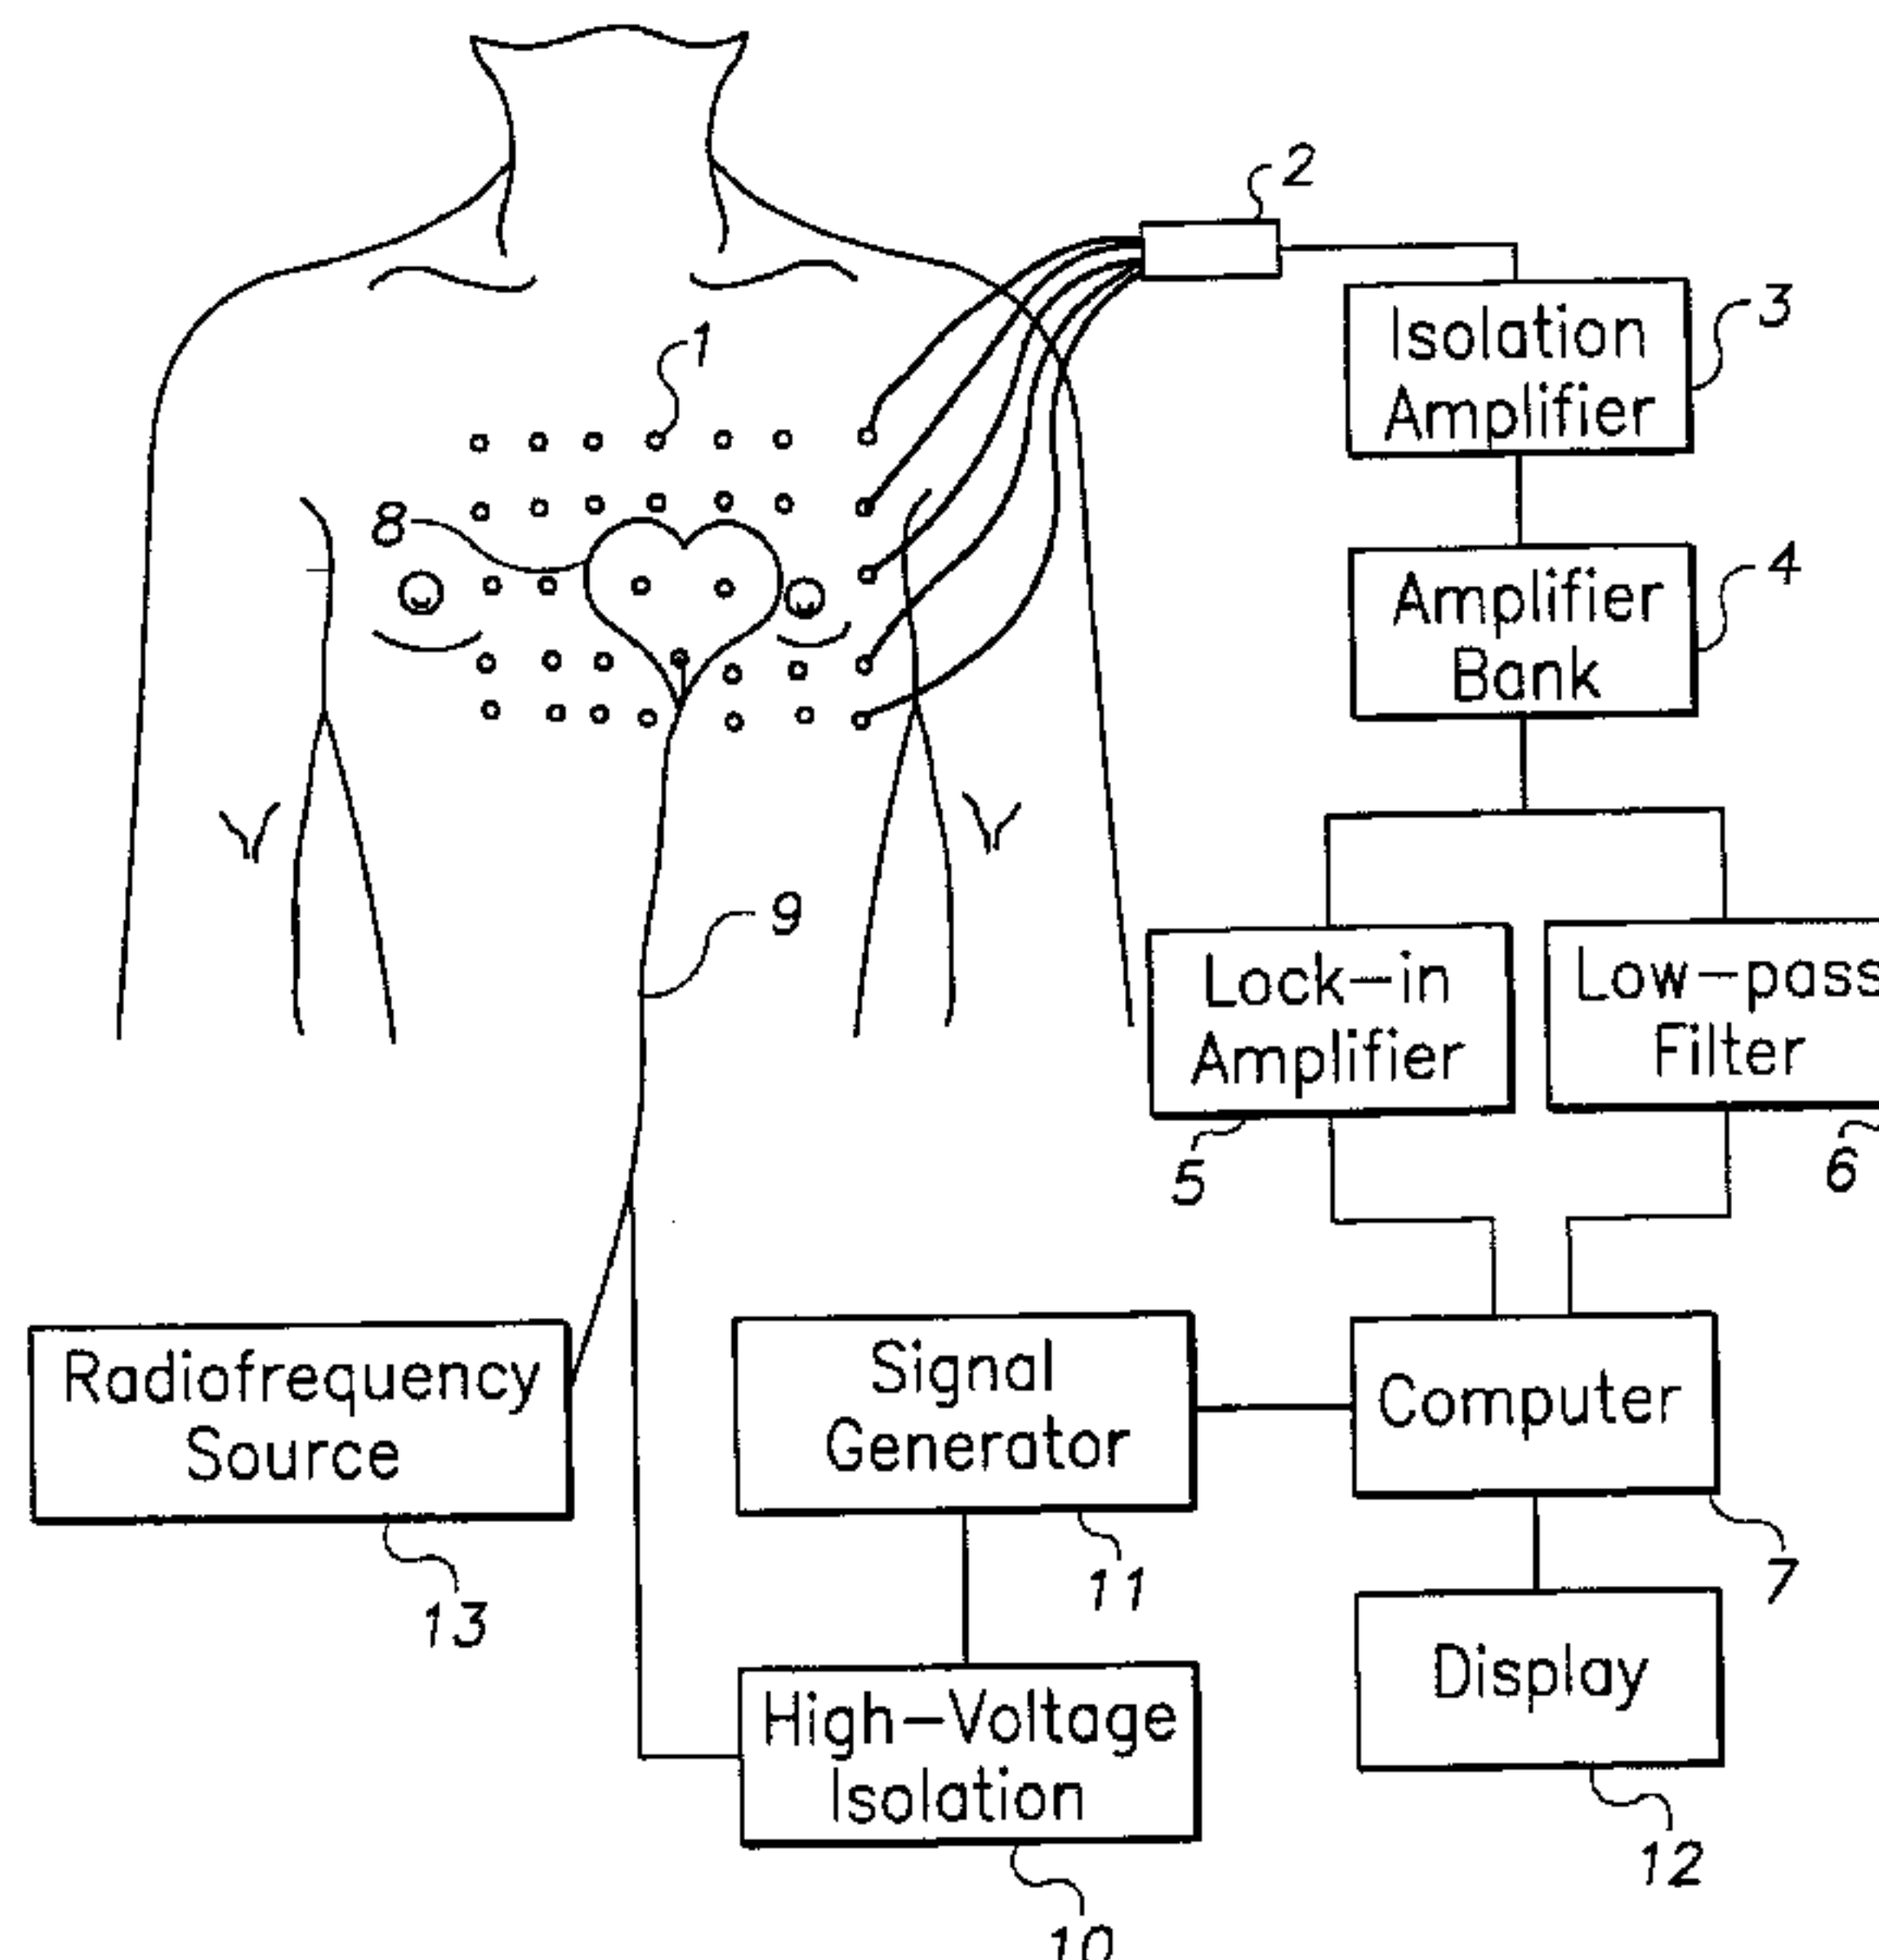 2
1
3
Isolation
Amplifier
8
4
Amplifier
Bank
9
Lock-in
Amplifier
Low-pass
Filter
5
6
Radiofrequency
Source
Signal
Generator
Computer
13
11
7
High-Voltage
Isolation
Display
12
10